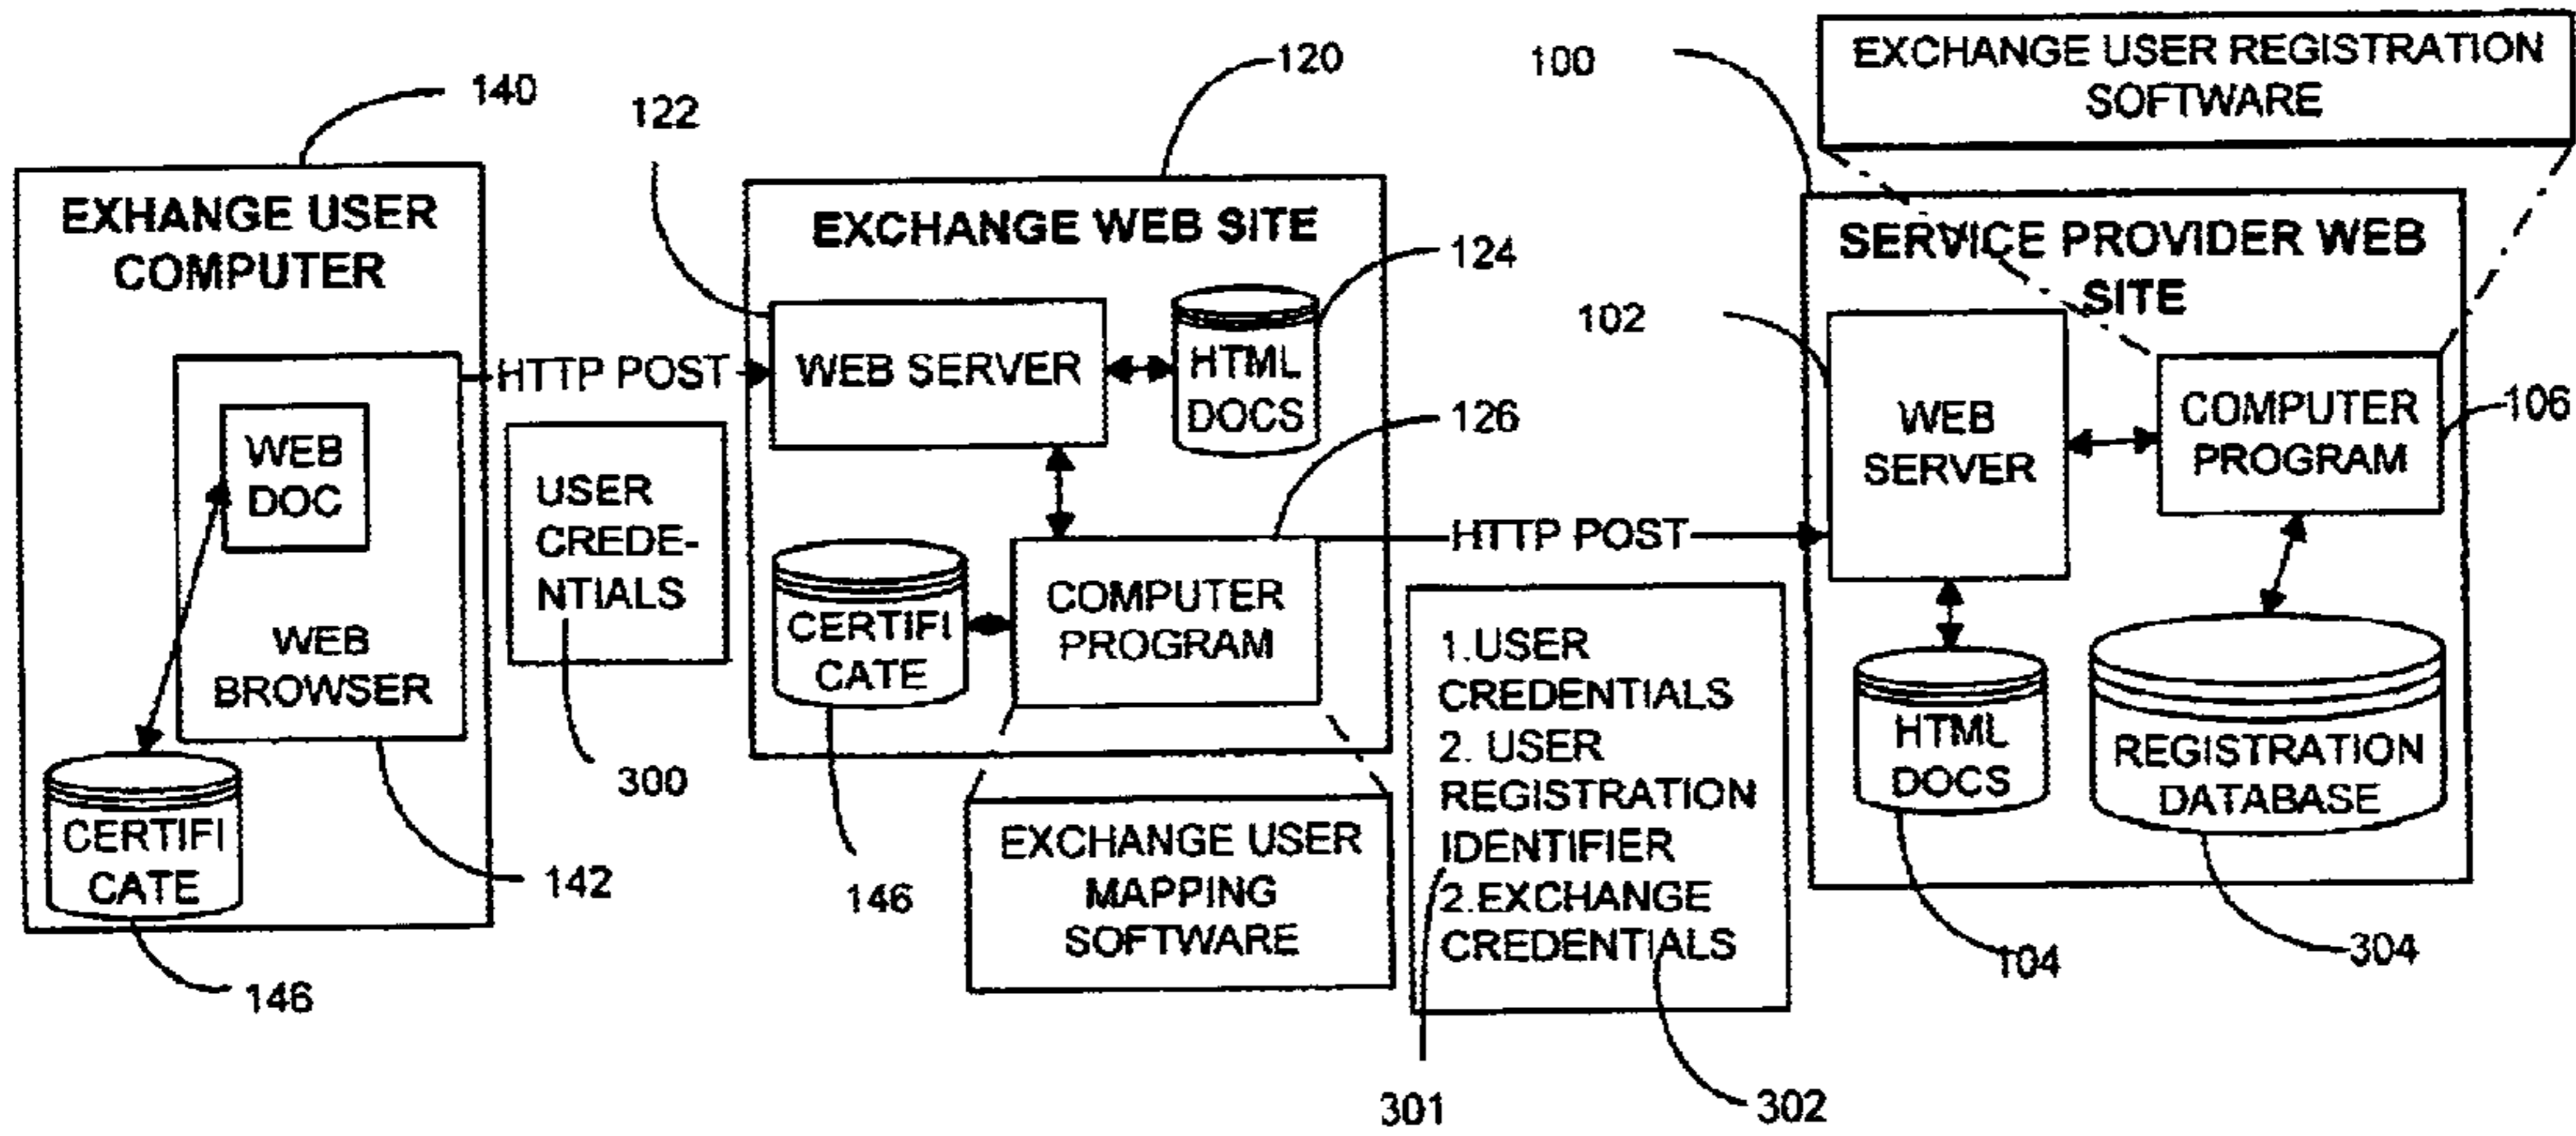 EXCHANGE USER REGISTRATION
SOFTWARE
140
122
120
100
EXHANGE USER
COMPUTER
WEB
DOC
WEB
BROWSER
CERTIFI
CATE
142
146
HTTP POST
USER
CREDE-
NTIALS
300
EXCHANGE WEB SITE
124
WEB SERVER
HTML
DOCS
126
CERTIFI
CATE
COMPUTER
PROGRAM
146
EXCHANGE USER
MAPPING
SOFTWARE
HTTP POST
1.USER
CREDENTIALS
2. USER
REGISTRATION
IDENTIFIER
2.EXCHANGE
CREDENTIALS
301
302
SERVICE PROVIDER WEB
SITE
102
WEB
SERVER
COMPUTER
PROGRAM
106
HTML
DOCS
REGISTRATION
DATABASE
104
304